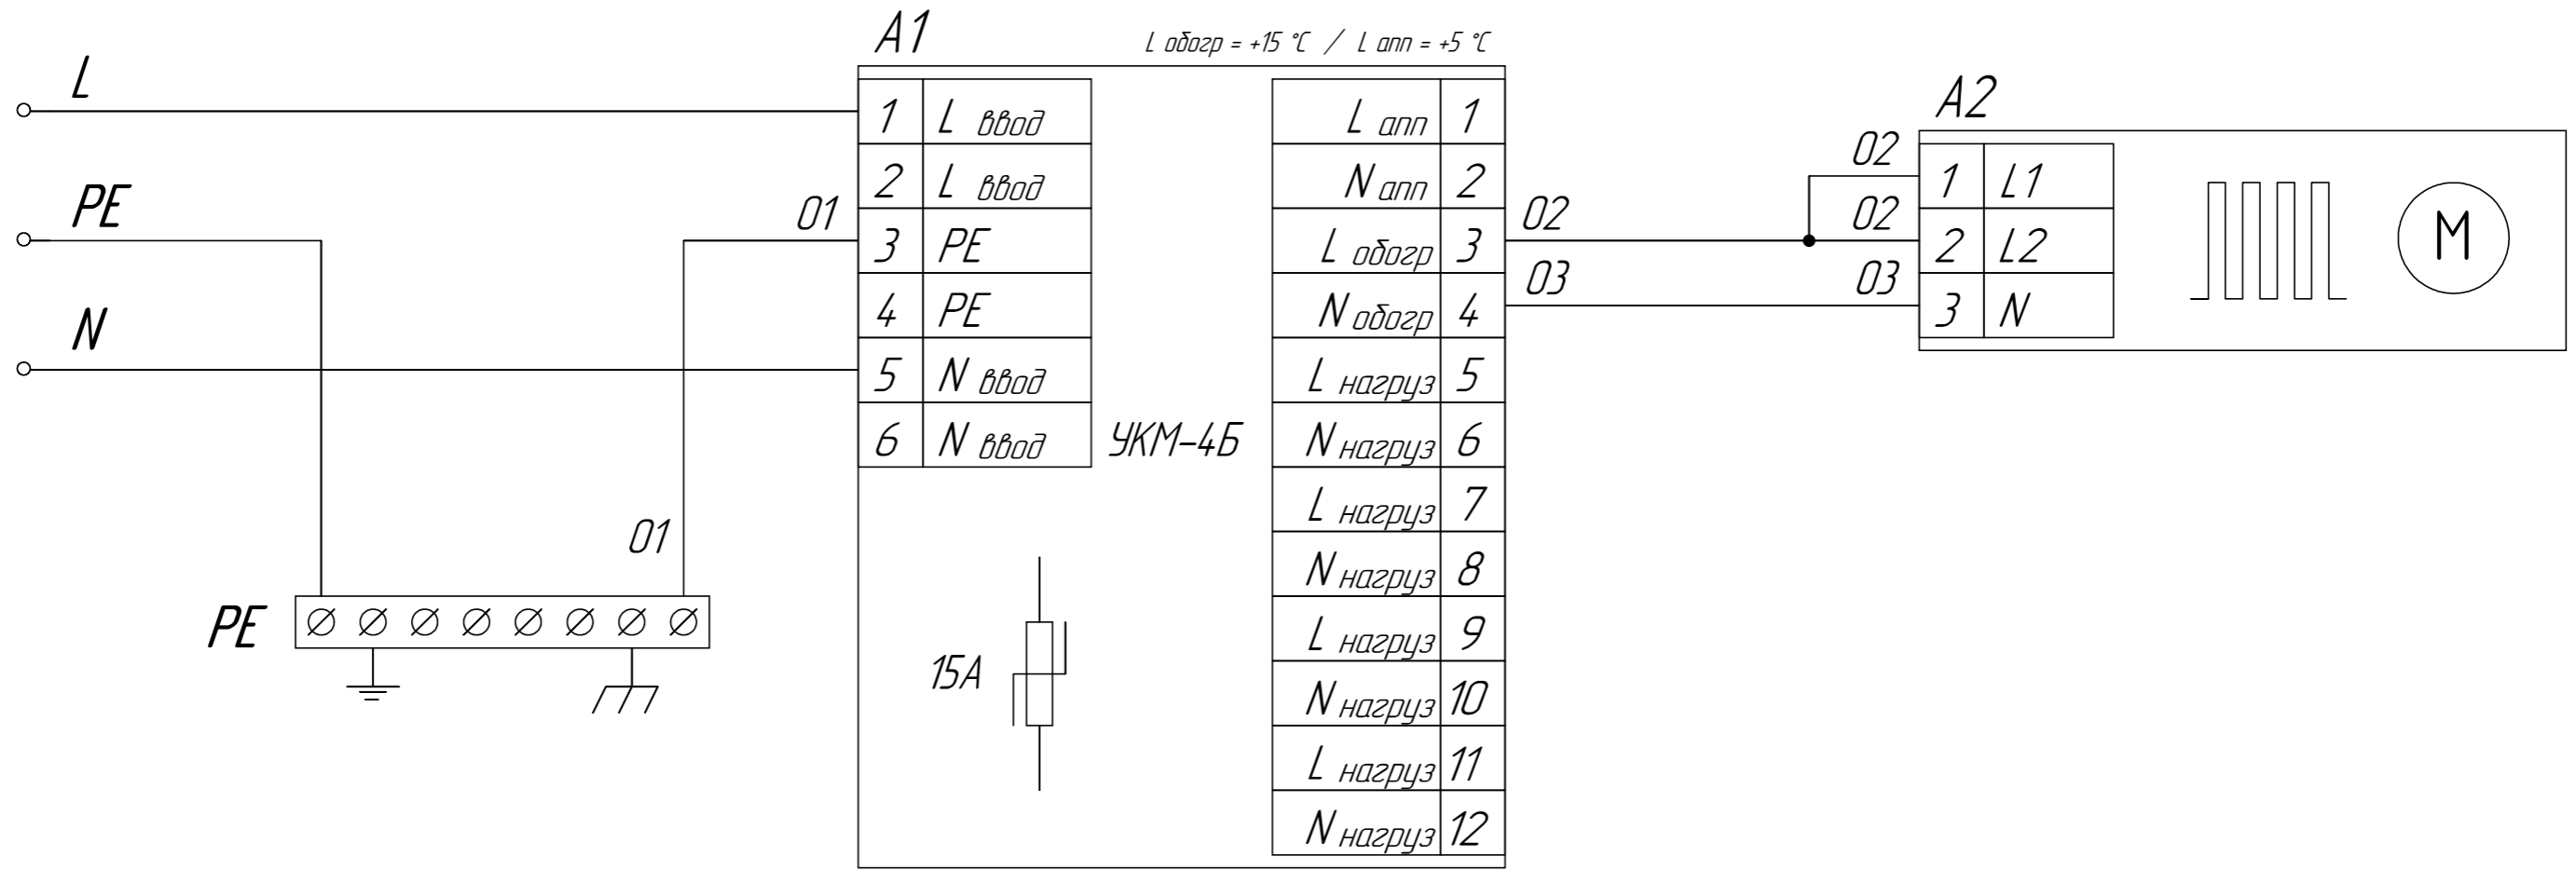 A1
L обогр = +15 °C / L апп = +5 °C
L
PE
N
01
01
PE
1 L ввод
2 L ввод
3 PE
4 PE
5 N ввод
6 N ввод
УКМ-4Б
15А
L апп 1
N апп 2
L обогр 3
N обогр 4
L нагруз 5
N нагруз 6
L нагруз 7
N нагруз 8
L нагруз 9
N нагруз 10
L нагруз 11
N нагруз 12
02
03
A2
02
02
03
1 L1
2 L2
3 N
M